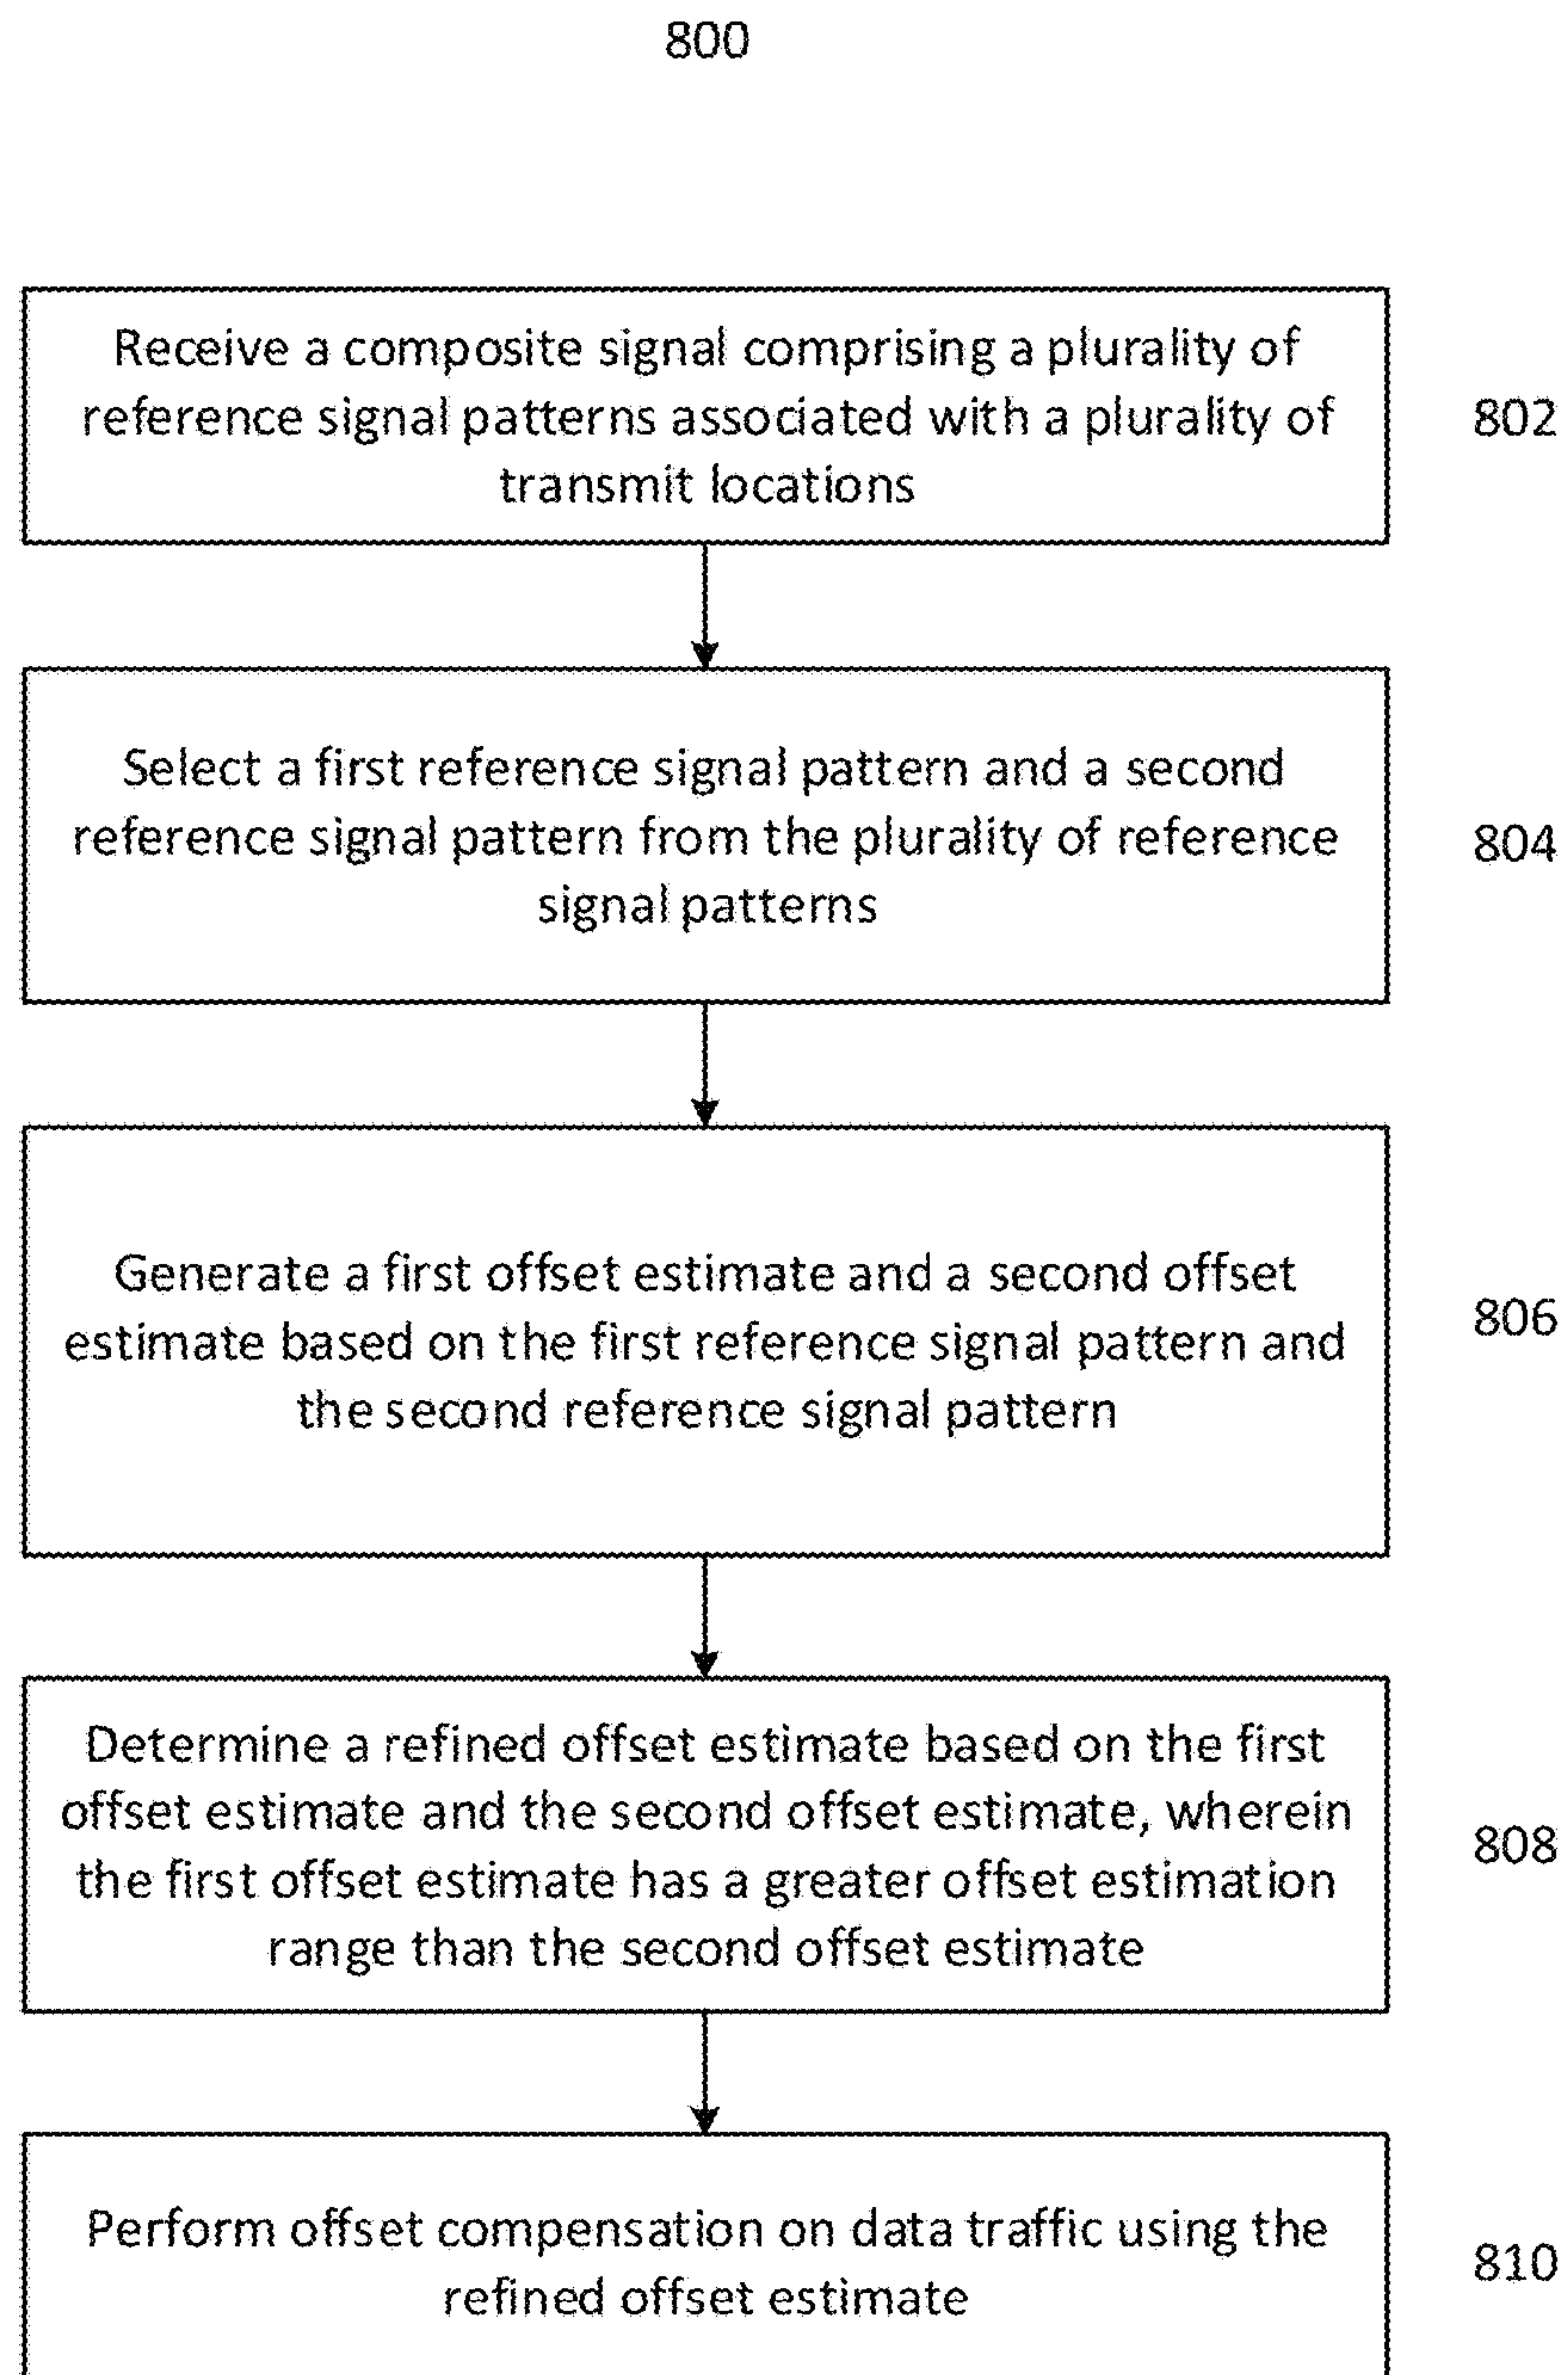 800
Receive a composite signal comprising a plurality of
reference signal patterns associated with a plurality of
transmit locations
802
Select a first reference signal pattern and a second
reference signal pattern from the plurality of reference
signal patterns
804
Generate a first offset estimate and a second offset
estimate based on the first reference signal pattern and
the second reference signal pattern
806
Determine a refined offset estimate based on the first
offset estimate and the second offset estimate, wherein
the first offset estimate has a greater offset estimation
range than the second offset estimate
808
Perform offset compensation on data traffic using the
refined offset estimate
810